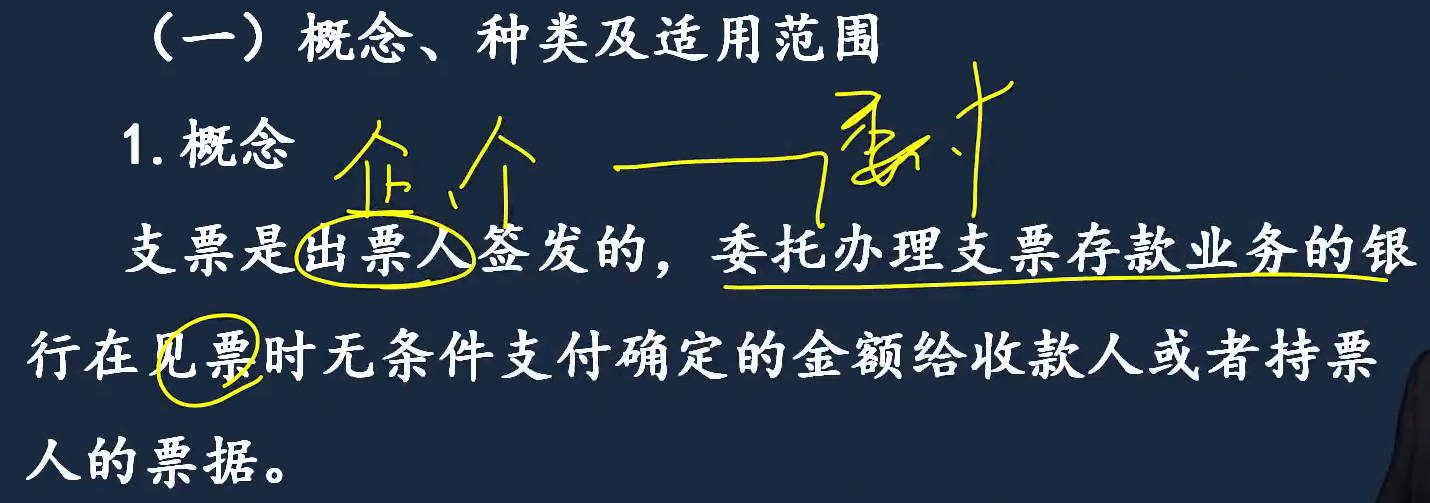 （一）概念、种类及适用范围
1.概念
企、个 委付
支票是出票人签发的，委托办理支票存款业务的银
行在见票时无条件支付确定的金额给收款人或者持票
人的票据。